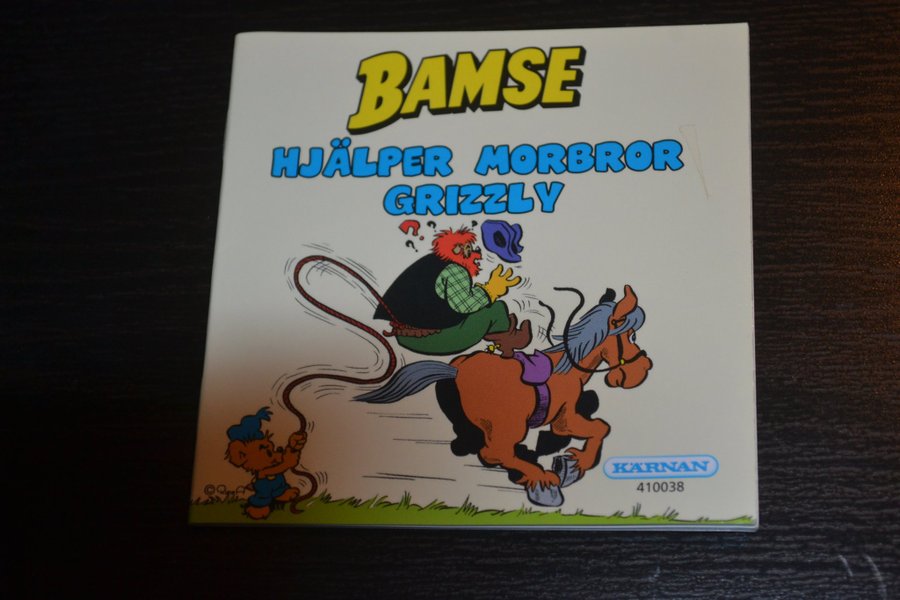 BAMSE
HJÄLPER MORBROR
GRIZZLY
? ? ? ?
KÄRNAN
410038
©